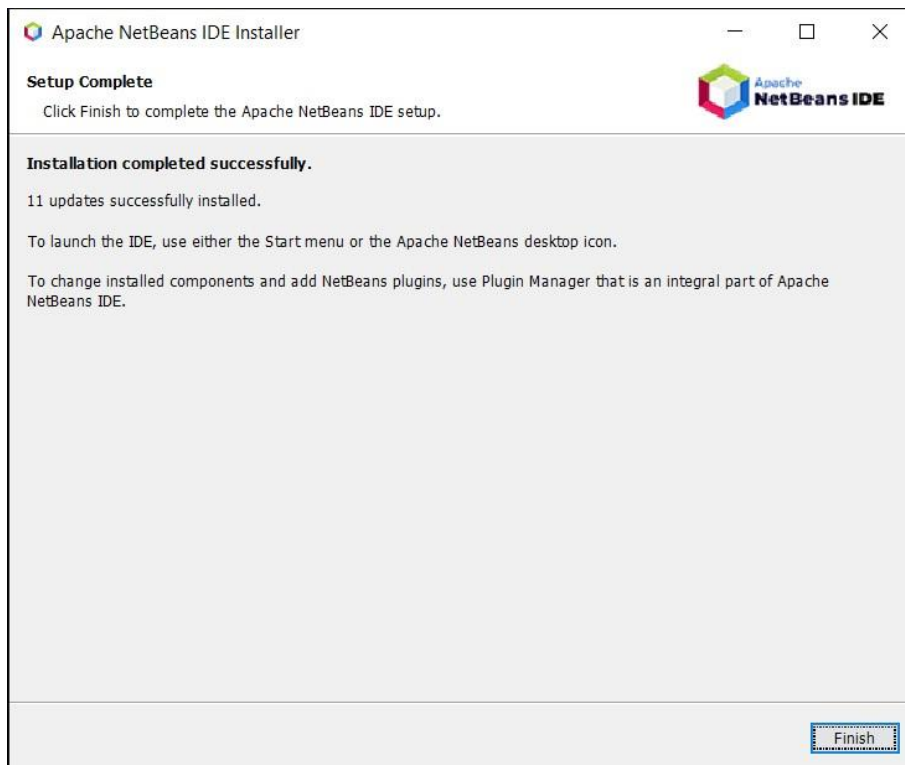 Apache NetBeans IDE Installer
Setup Complete
Click Finish to complete the Apache NetBeans IDE setup.
Apache
NetBeans IDE
Installation completed successfully.
11 updates successfully installed.
To launch the IDE, use either the Start menu or the Apache NetBeans desktop icon.
To change installed components and add NetBeans plugins, use Plugin Manager that is an integral part of Apache
NetBeans IDE.
Finish